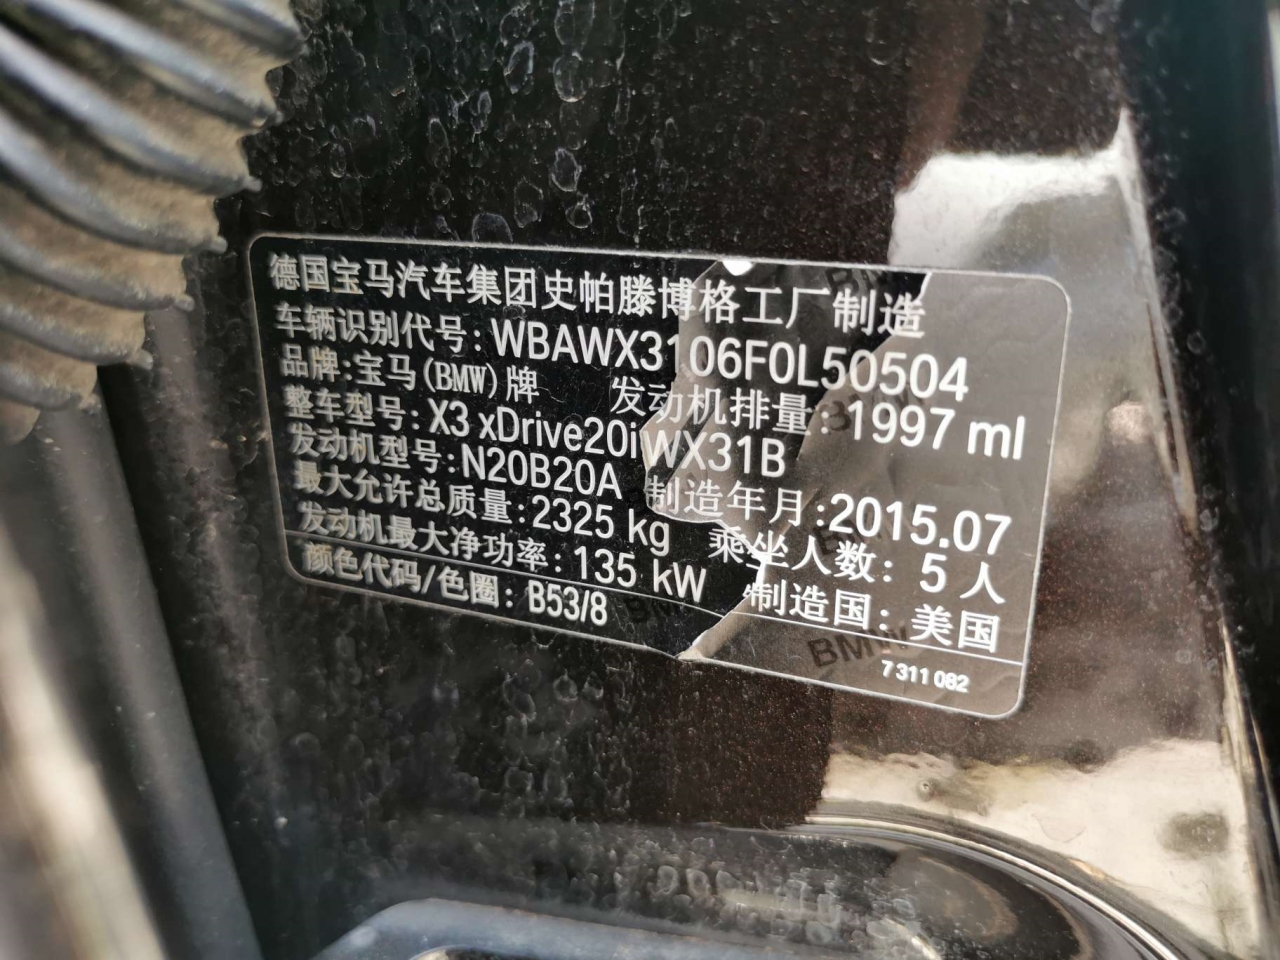 德国宝马汽车集团史帕滕博格工厂制造
车辆识别代号:WBAWX3106F0L50504
品牌:宝马(BMW)牌 发动机排量:1997 ml
整车型号:X3 xDrive20iWX31B
发动机型号:N20B20A 制造年月:2015.07
最大允许总质量:2325 kg 乘坐人数:5人
发动机最大净功率:135 kW 制造国:美国
颜色代码/色圈:B53/8
BMW
7 311 082